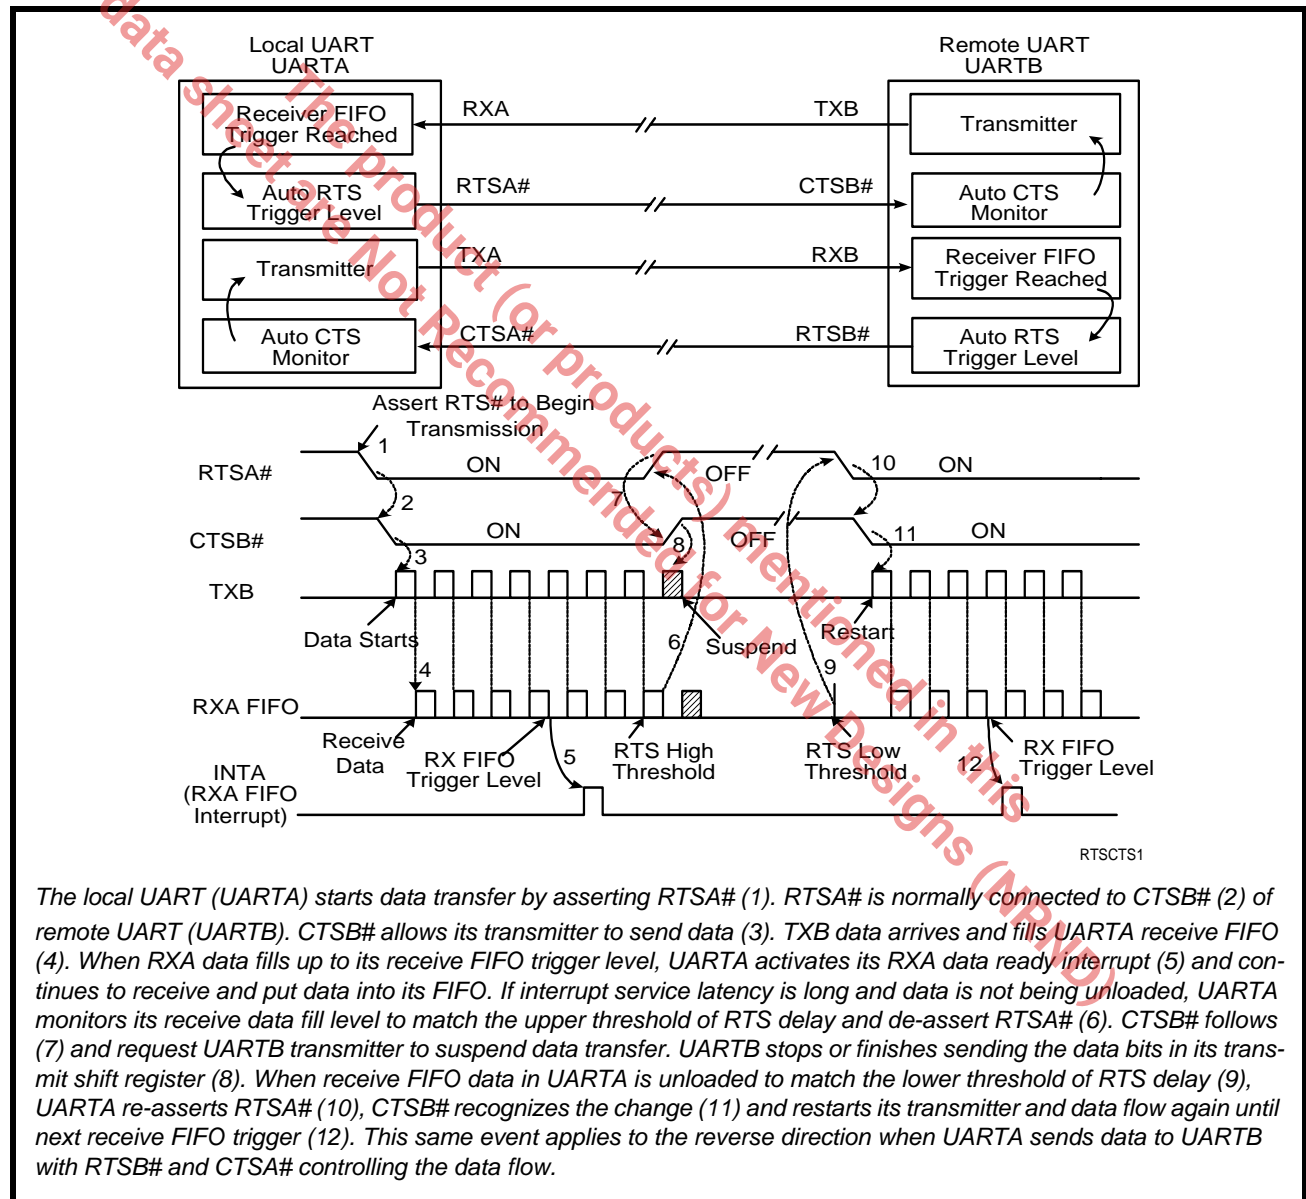 Local UART
UARTA
Remote UART
UARTB
Receiver FIFO
Trigger Reached
RXA
TXB
Transmitter
Auto RTS
Trigger Level
RTSA#
CTSB#
Auto CTS
Monitor
Transmitter
TXA
RXB
Receiver FIFO
Trigger Reached
Auto CTS
Monitor
CTSA#
RTSB#
Auto RTS
Trigger Level
Assert RTS# to Begin
Transmission
RTSA#
1
ON
OFF
10
ON
2
7
CTSB#
ON
8
OFF
11
ON
3
TXB
Data Starts
6
Suspend
Restart
4
9
RXA FIFO
Receive
Data
RX FIFO
Trigger Level
5
RTS High
Threshold
RTS Low
Threshold
12
RX FIFO
Trigger Level
INTA
(RXA FIFO
Interrupt)
RTSCTS1
The local UART (UARTA) starts data transfer by asserting RTSA# (1). RTSA# is normally connected to CTSB# (2) of
remote UART (UARTB). CTSB# allows its transmitter to send data (3). TXB data arrives and fills UARTA receive FIFO
(4). When RXA data fills up to its receive FIFO trigger level, UARTA activates its RXA data ready interrupt (5) and con-
tinues to receive and put data into its FIFO. If interrupt service latency is long and data is not being unloaded, UARTA
monitors its receive data fill level to match the upper threshold of RTS delay and de-assert RTSA# (6). CTSB# follows
(7) and request UARTB transmitter to suspend data transfer. UARTB stops or finishes sending the data bits in its trans-
mit shift register (8). When receive FIFO data in UARTA is unloaded to match the lower threshold of RTS delay (9),
UARTA re-asserts RTSA# (10), CTSB# recognizes the change (11) and restarts its transmitter and data flow again until
next receive FIFO trigger (12). This same event applies to the reverse direction when UARTA sends data to UARTB
with RTSB# and CTSA# controlling the data flow.
The product (or products) mentioned in this
data sheet are Not Recommended for New Designs (NRND)